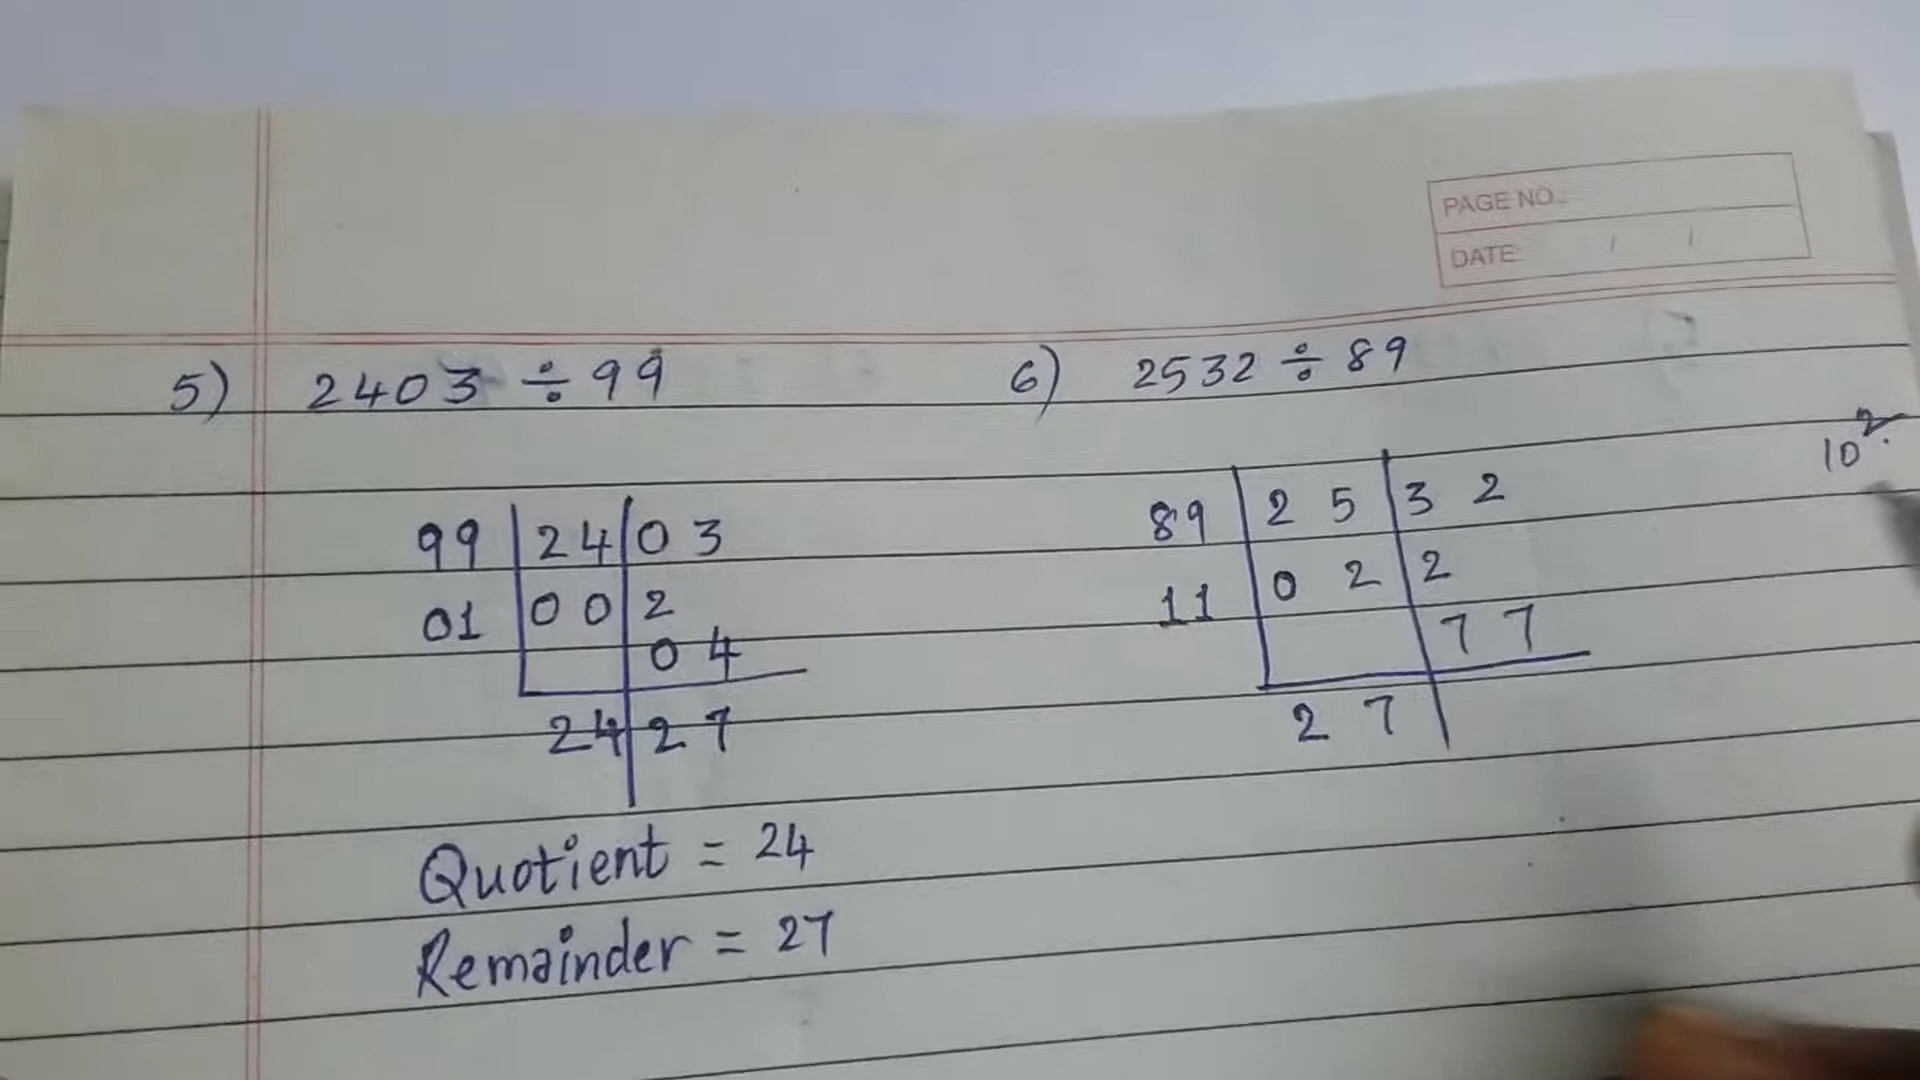 PAGE NO.:
DATE: / /
5) 2403 ÷ 99
99 | 24 | 0 3
01 | 0 0 | 2
0 4
24 | 2 7
Quotient = 24
Remainder = 27
6) 2532 ÷ 89
10².
89 | 2 5 | 3 2
11 | 0 2 | 2
7 7
2 7 |